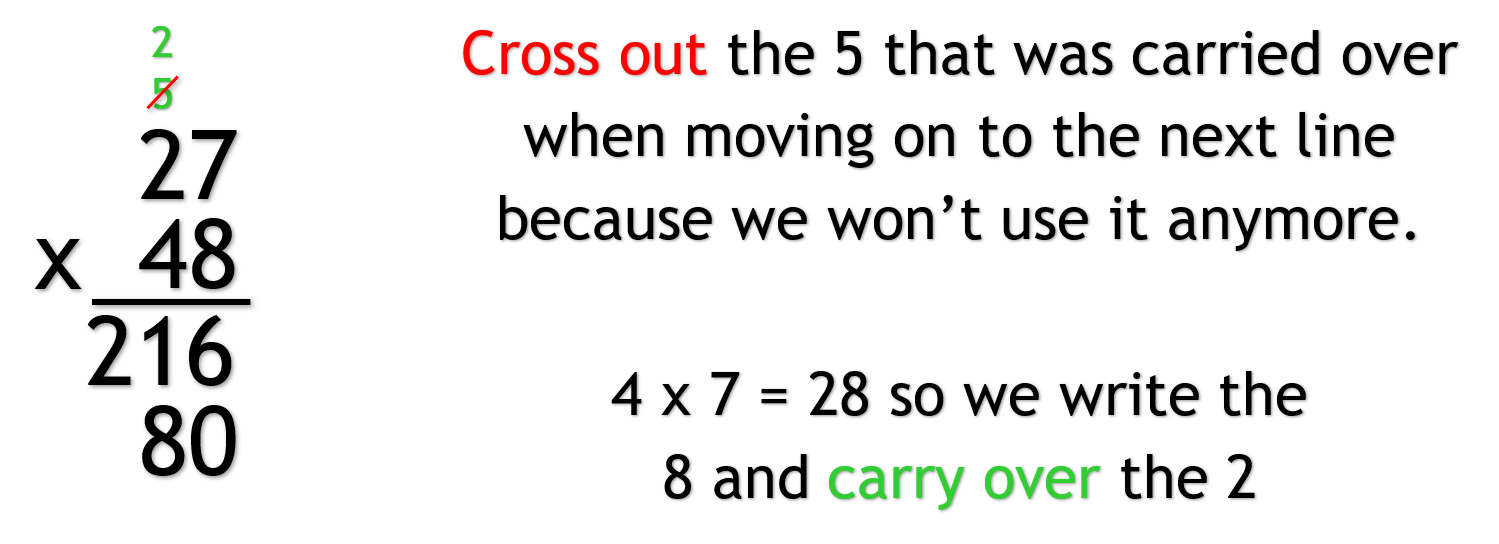 2
5
27
x 48
216
80
Cross out the 5 that was carried over
when moving on to the next line
because we won’t use it anymore.
4 x 7 = 28 so we write the
8 and carry over the 2